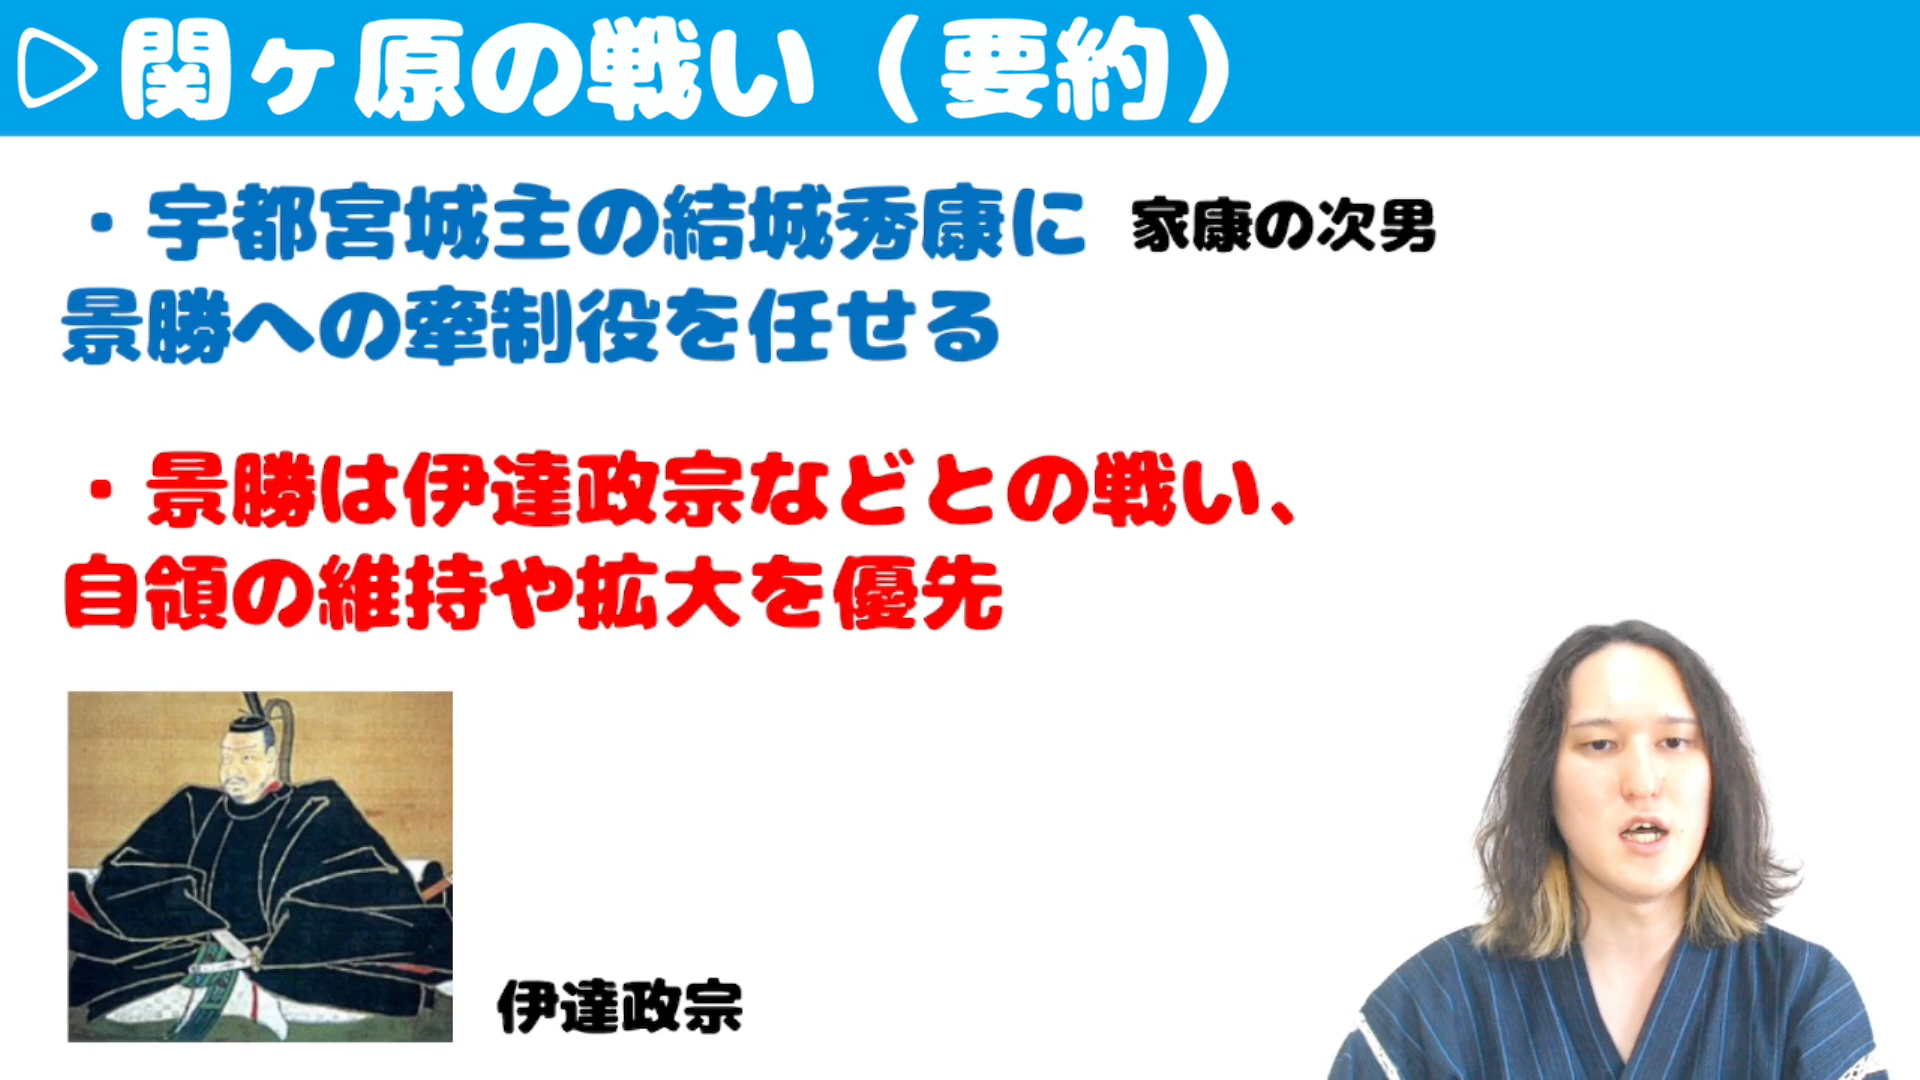 関ヶ原の戦い（要約）
・宇都宮城主の結城秀康に 家康の次男
景勝への牽制役を任せる
・景勝は伊達政宗などとの戦い、
自領の維持や拡大を優先
伊達政宗